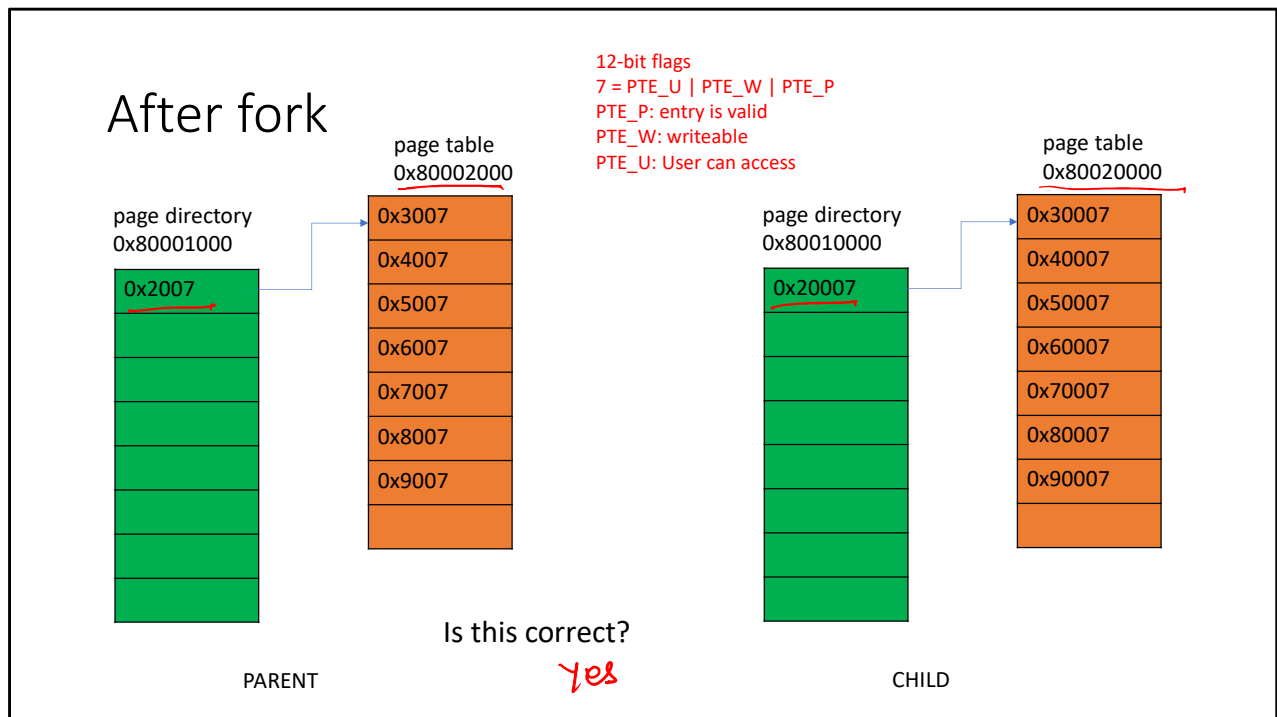 After fork
12-bit flags
7 = PTE_U | PTE_W | PTE_P
PTE_P: entry is valid
PTE_W: writeable
PTE_U: User can access
page directory
0x80001000
0x2007
page table
0x80002000
0x3007
0x4007
0x5007
0x6007
0x7007
0x8007
0x9007
page directory
0x80010000
0x20007
page table
0x80020000
0x30007
0x40007
0x50007
0x60007
0x70007
0x80007
0x90007
Is this correct?
Yes
PARENT
CHILD